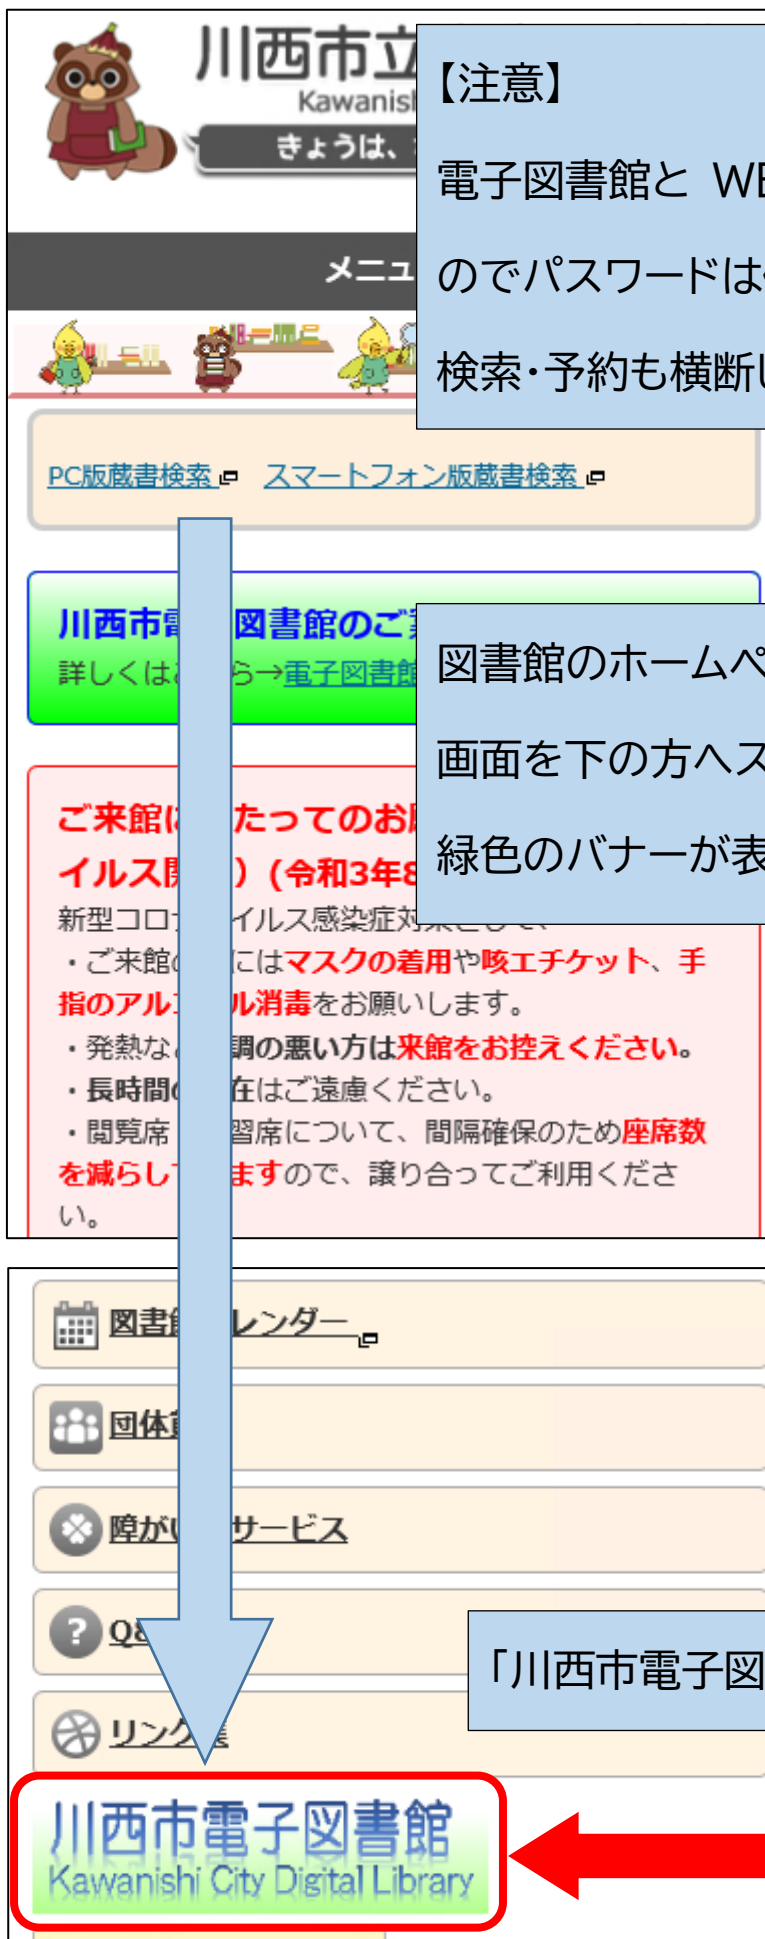 川西市立
Kawanish
きょうは、
【注意】
電子図書館と WE
のでパスワードは
検索・予約も横断
メニュ
PC版蔵書検索 スマートフォン版蔵書検索
川西市 図書館のご
詳しくは ら→電子図書館
図書館のホームペ
画面を下の方へス
緑色のバナーが表
ご来館に たってのお
イルス ）(令和3年8
新型コロ イルス感染症対
・ご来館 にはマスクの着用や咳エチケット、手
指のアル ル消毒をお願いします。
・発熱な 調の悪い方は来館をお控えください。
・長時間 在はご遠慮ください。
・閲覧席 習席について、間隔確保のため座席数
を減らし ますので、譲り合ってご利用くださ
い。
図書 レンダー
団体
障がい サービス
Q&
「川西市電子図
リンク集
川西市電子図書館
Kawanishi City Digital Library